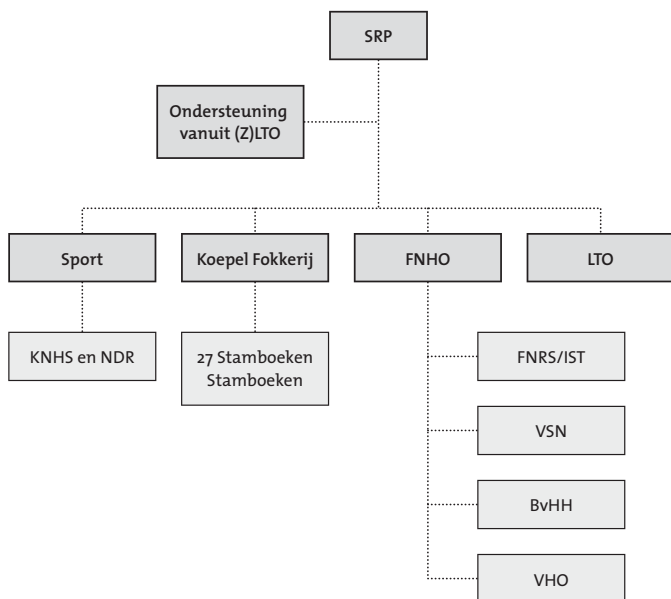 SRP
Ondersteuning
vanuit (Z)LTO
Sport
Koepel Fokkerij
FNHO
LTO
KNHS en NDR
27 Stamboeken
Stamboeken
FNRS/IST
VSN
BvHH
VHO